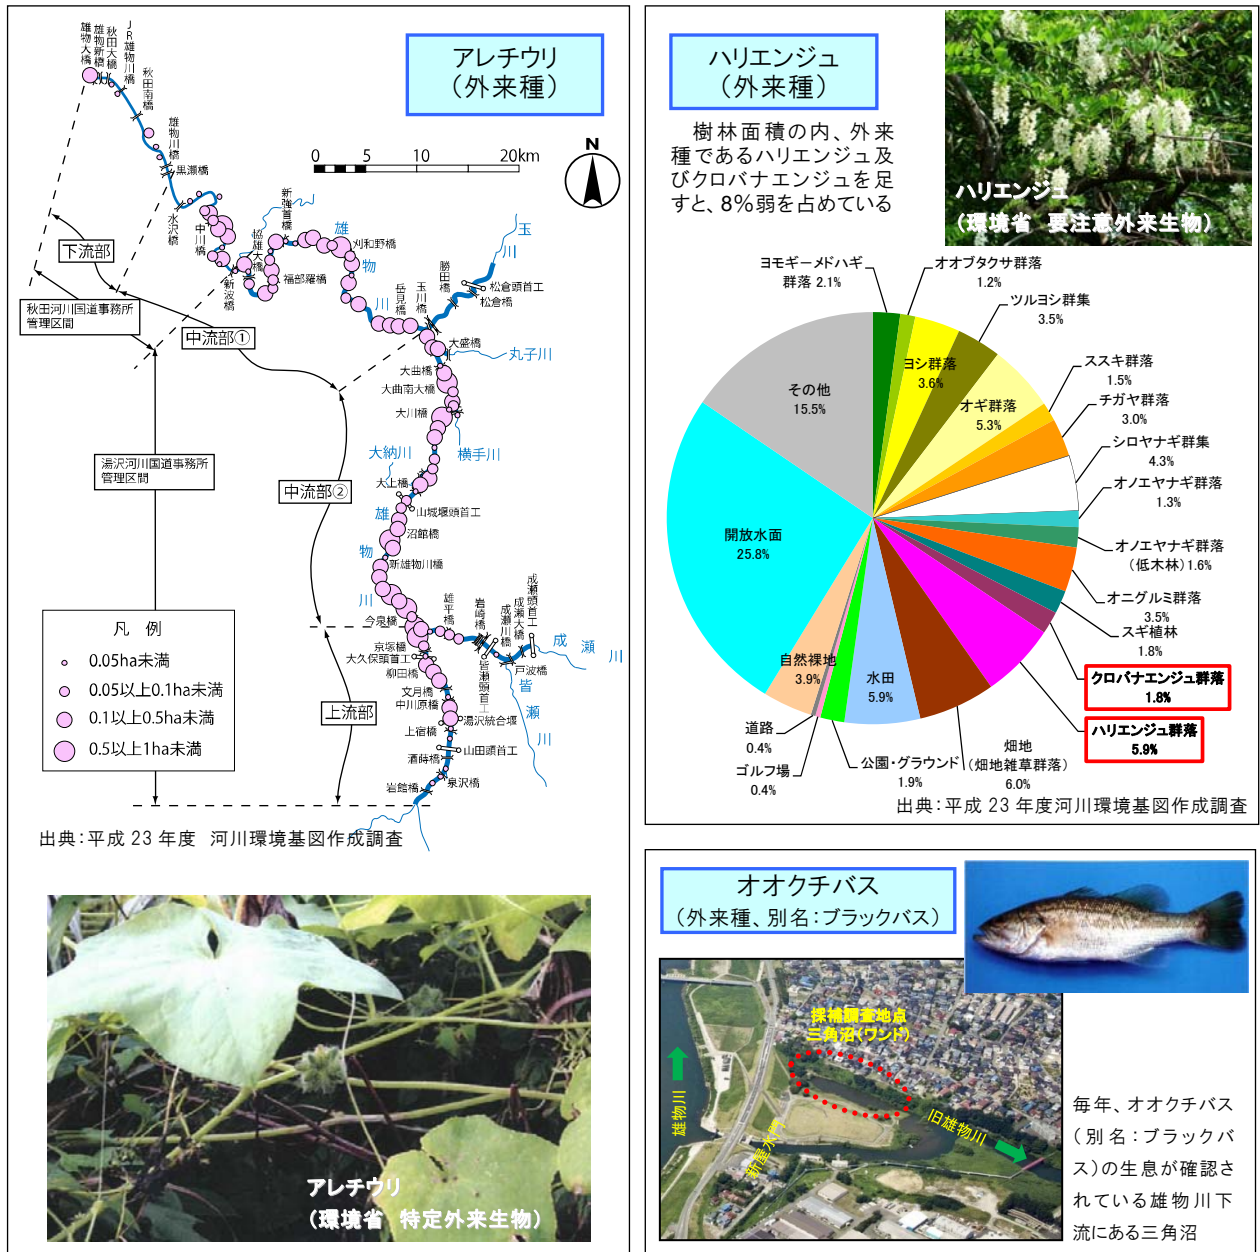 アレチウリ
（外来種）
雄物大橋
雄物新橋
秋田大橋
ＪＲ雄物川橋
秋田南橋
雄物川橋
黒瀬橋
水沢橋
中川橋
新波橋
協雄大橋
新強首橋
福部羅橋
刈和野橋
岳見橋
玉川橋
勝田橋
松倉頭首工
松倉橋
玉川
雄物川
0 5 10 20km
N
下流部
秋田河川国道事務所
管理区間
中流部①
湯沢河川国道事務所
管理区間
中流部②
上流部
大盛橋
丸子川
大曲橋
大曲南大橋
大川橋
横手川
大納川
大上橋
山城堰頭首工
沼館橋
雄物川
新雄物川橋
今泉橋
雄平橋
岩崎橋
成瀬川橋
成瀬大橋
成瀬頭首工
成瀬川
戸波橋
皆瀬頭首工
皆瀬川
京塚橋
大久保頭首工
柳田橋
文月橋
中川原橋
湯沢統合堰
上宿橋
山田頭首工
酒蒔橋
泉沢橋
岩館橋
凡 例
0.05ha未満
0.05以上0.1ha未満
0.1以上0.5ha未満
0.5以上1ha未満
出典：平成 23 年度 河川環境基図作成調査
アレチウリ
（環境省 特定外来生物）
ハリエンジュ
（外来種）
樹林面積の内、外来
種であるハリエンジュ及
びクロバナエンジュを足
すと、8％弱を占めている
ハリエンジュ
（環境省 要注意外来生物）
ヨモギーメドハギ
群落 2.1%
オオブタクサ群落
1.2%
ツルヨシ群集
3.5%
ヨシ群落
3.6%
オギ群落
5.3%
ススキ群落
1.5%
チガヤ群落
3.0%
シロヤナギ群集
4.3%
オノエヤナギ群落
1.3%
オノエヤナギ群落
（低木林）1.6%
オニグルミ群落
3.5%
スギ植林
1.8%
クロバナエンジュ群落
1.8%
ハリエンジュ群落
5.9%
畑地
（畑地雑草群落）
6.0%
水田
5.9%
公園・グラウンド
1.9%
ゴルフ場
0.4%
道路
0.4%
自然裸地
3.9%
開放水面
25.8%
その他
15.5%
出典：平成 23 年度河川環境基図作成調査
オオクチバス
（外来種、別名：ブラックバス）
採補調査地点
三角沼（ワンド）
雄物川
新屋水門
旧雄物川
毎年、オオクチバス
（別名：ブラックバ
ス）の生息が確認さ
れている雄物川下
流にある三角沼